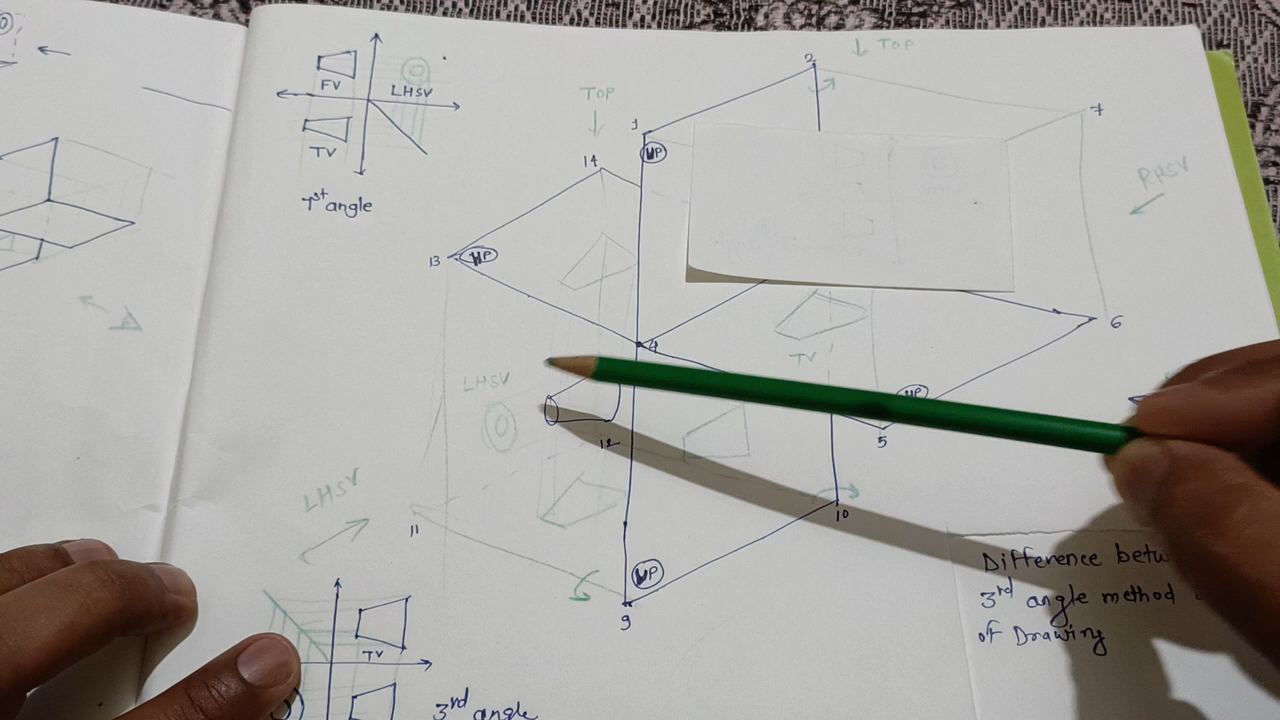 FV
LHSV
TV
1st angle
TOP
TOP
2
7
1
VP
14
RHSV
13
HP
4
6
TV
HP
LHSV
5
12
LHSV
11
10
VP
9
Difference betw
3rd angle method
of Drawing
TV
3rd angle